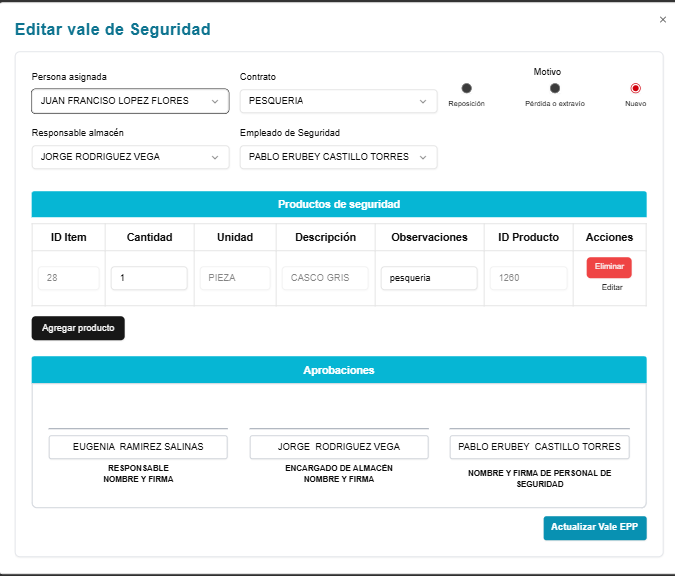 Editar vale de Seguridad
×
Persona asignada
Contrato
Motivo
JUAN FRANCISO LOPEZ FLORES
PESQUERIA
Reposición
Pérdida o extravío
Nuevo
Responsable almacén
Empleado de Seguridad
JORGE RODRIGUEZ VEGA
PABLO ERUBEY CASTILLO TORRES
Productos de seguridad
ID Item Cantidad Unidad Descripción Observaciones ID Producto Acciones
28 1 PIEZA CASCO GRIS pesqueria 1260 Eliminar
Editar
Agregar producto
Aprobaciones
EUGENIA RAMIREZ SALINAS
JORGE RODRIGUEZ VEGA
PABLO ERUBEY CASTILLO TORRES
RESPONSABLE
NOMBRE Y FIRMA
ENCARGADO DE ALMACÉN
NOMBRE Y FIRMA
NOMBRE Y FIRMA DE PERSONAL DE
SEGURIDAD
Actualizar Vale EPP